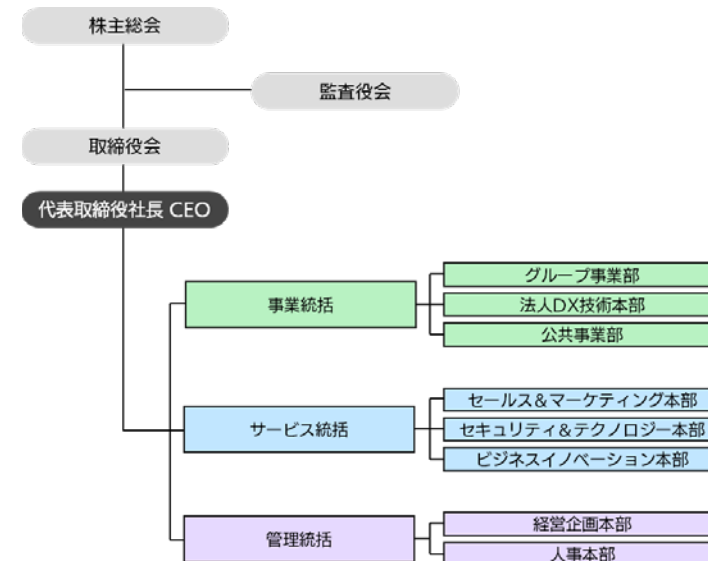 株主総会
監査役会
取締役会
代表取締役社長 CEO
事業統括
グループ事業部
法人DX技術本部
公共事業部
サービス統括
セールス&マーケティング本部
セキュリティ&テクノロジー本部
ビジネスイノベーション本部
管理統括
経営企画本部
人事本部